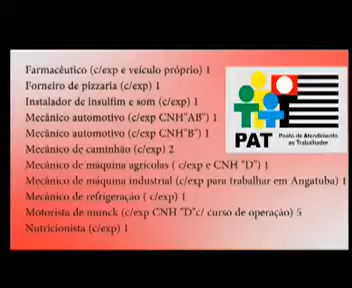 Farmacêutico (c/exp e veículo próprio) 1
Forneiro de pizzaria (c/exp) 1
Instalador de insulfim e som (c/exp) 1
Mecânico automotivo (c/exp CNH"AB") 1
Mecânico automotivo (c/exp CNH"B") 1
Mecânico de caminhão (c/exp) 2
Mecânico de máquina agrícolas ( c/exp e CNH "D") 1
Mecânico de máquina industrial (c/exp para trabalhar em Angatuba) 1
Mecânico de refrigeração ( c/exp) 1
Motorista de munck (c/exp CNH "D"c/ curso de operação) 5
Nutricionista (c/exp) 1
PAT
Posto de Atendimento
ao Trabalhador